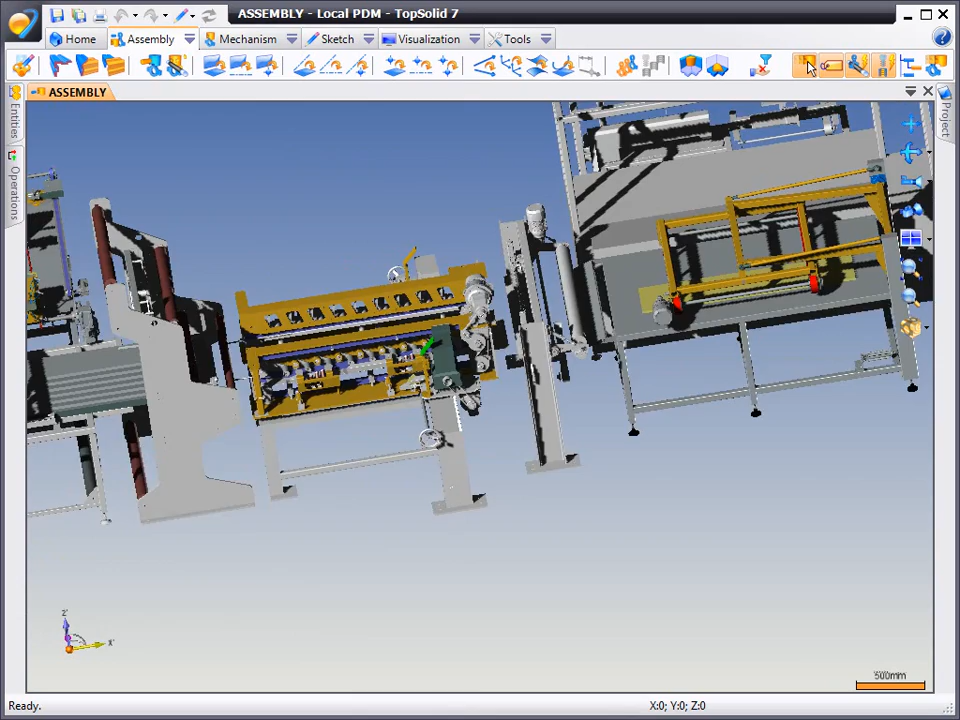 ASSEMBLY - Local PDM - TopSolid 7
Home
Assembly
Mechanism
Sketch
Visualization
Tools
ASSEMBLY
Entities
Operations
Project
z'
x'
500mm
Ready.
X:0; Y:0; Z:0